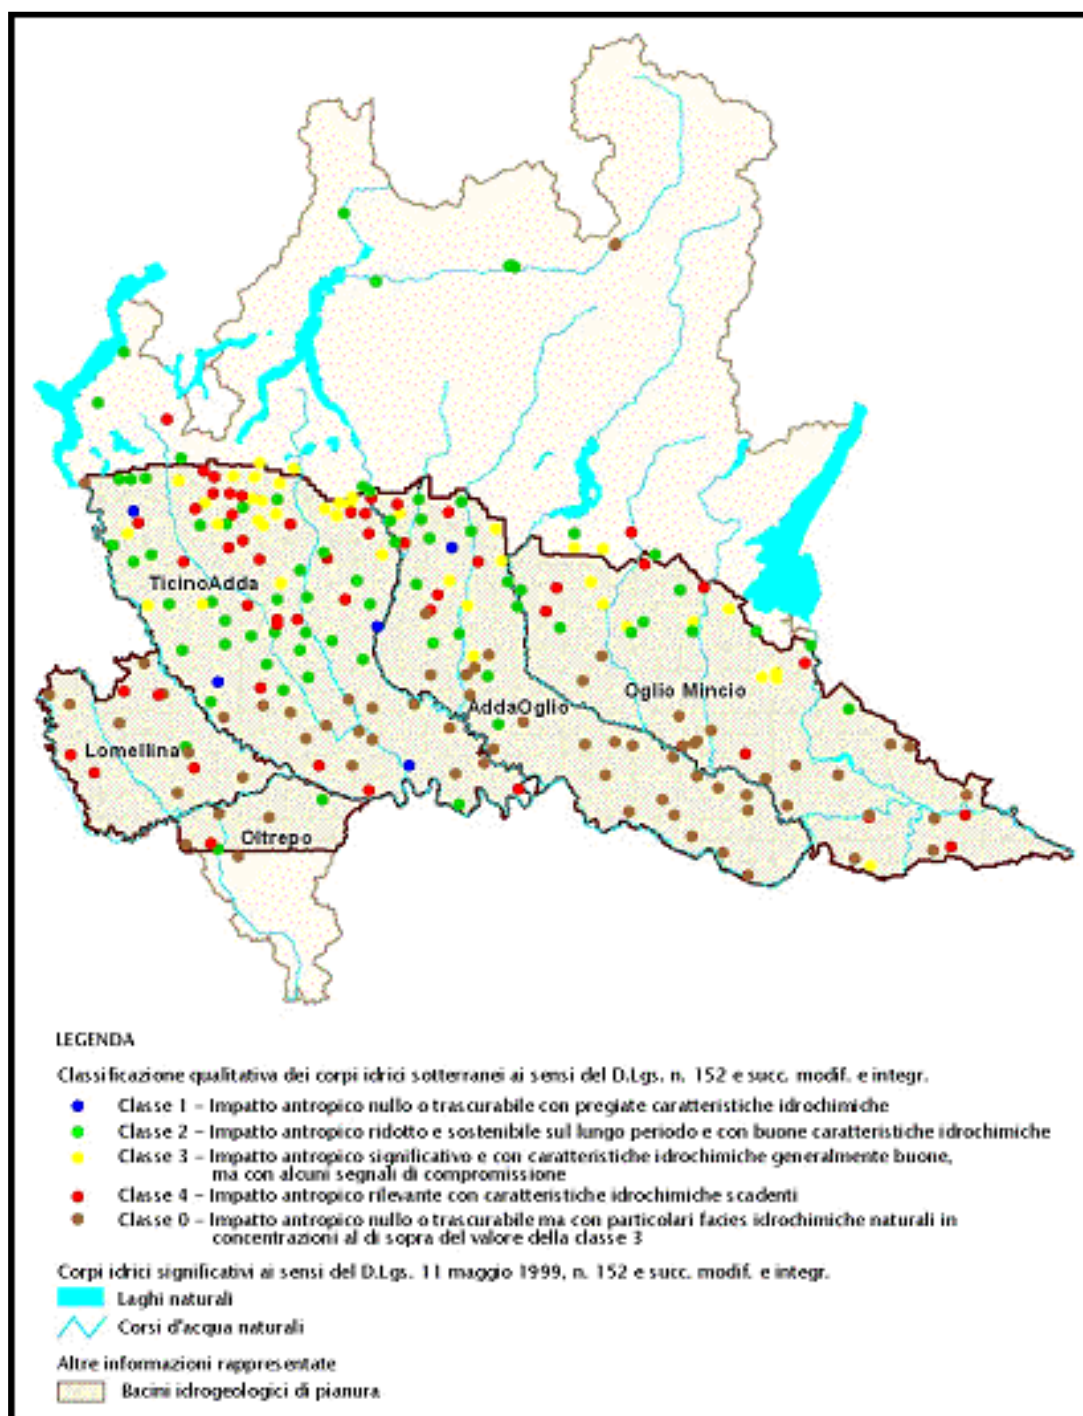 TicinoAdda
Oglio Mincio
AddaOglio
Lomellina
Oltrepo
LEGENDA
Classificazione qualitativa dei corpi idrici sotterranei ai sensi del D.Lgs. n. 152 e succ. modif. e integr.
Classe 1 – Impatto antropico nullo o trascurabile con pregiate caratteristiche idrochimiche
Classe 2 – Impatto antropico ridotto e sostenibile sul lungo periodo e con buone caratteristiche idrochimiche
Classe 3 – Impatto antropico significativo e con caratteristiche idrochimiche generalmente buone,
ma con alcuni segnali di compromissione
Classe 4 – Impatto antropico rilevante con caratteristiche idrochimiche scadenti
Classe 0 – Impatto antropico nullo o trascurabile ma con particolari facies idrochimiche naturali in
concentrazioni al di sopra del valore della classe 3
Corpi idrici significativi ai sensi del D.Lgs. 11 maggio 1999, n. 152 e succ. modif. e integr.
Laghi naturali
Corsi d'acqua naturali
Altre informazioni rappresentate
Bacini idrogeologici di pianura